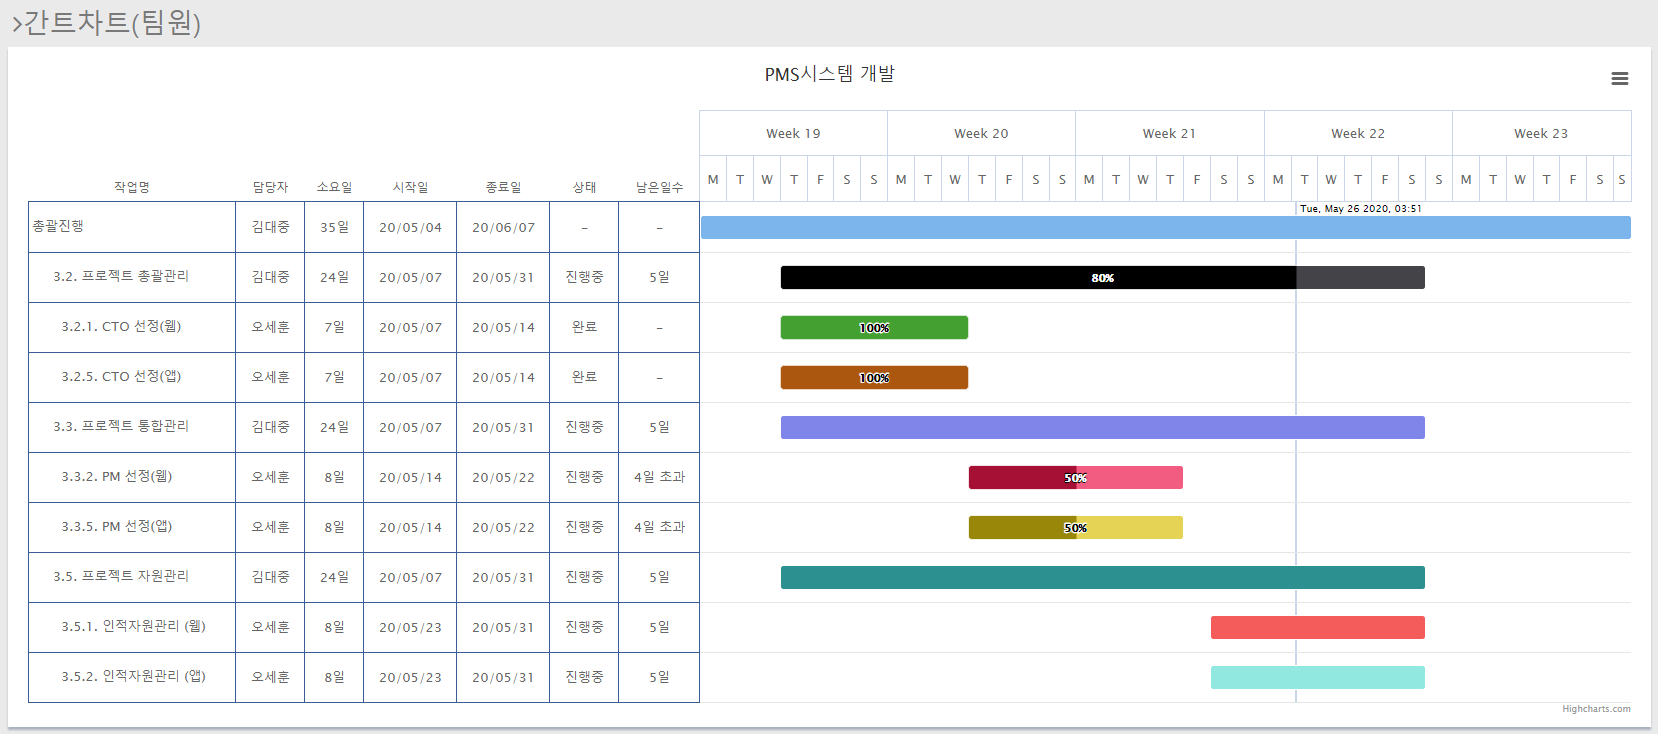 >간트차트(팀원)
PMS시스템 개발
Week 19 Week 20 Week 21 Week 22 Week 23
작업명 담당자 소요일 시작일 종료일 상태 남은일수 M T W T F S S M T W T F S S M T W T F S S M T W T F S S M T W T F S S
Tue, May 26 2020, 03:51
총괄진행 김대중 35일 20/05/04 20/06/07 – –
3.2. 프로젝트 총괄관리 김대중 24일 20/05/07 20/05/31 진행중 5일 80%
3.2.1. CTO 선정(웹) 오세훈 7일 20/05/07 20/05/14 완료 – 100%
3.2.5. CTO 선정(앱) 오세훈 7일 20/05/07 20/05/14 완료 – 100%
3.3. 프로젝트 통합관리 김대중 24일 20/05/07 20/05/31 진행중 5일
3.3.2. PM 선정(웹) 오세훈 8일 20/05/14 20/05/22 진행중 4일 초과 50%
3.3.5. PM 선정(앱) 오세훈 8일 20/05/14 20/05/22 진행중 4일 초과 50%
3.5. 프로젝트 자원관리 김대중 24일 20/05/07 20/05/31 진행중 5일
3.5.1. 인적자원관리 (웹) 오세훈 8일 20/05/23 20/05/31 진행중 5일
3.5.2. 인적자원관리 (앱) 오세훈 8일 20/05/23 20/05/31 진행중 5일
Highcharts.com